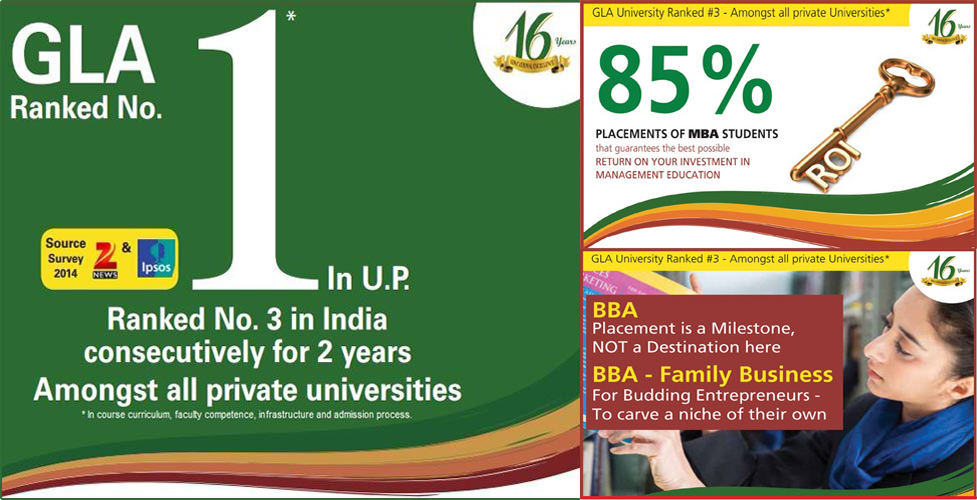 GLA
Ranked No.
1*
16 Years
Source
Survey
2014
Z
NEWS
&
Ipsos
In U.P.
Ranked No. 3 in India
consecutively for 2 years
Amongst all private universities
* In course curriculum, faculty competence, infrastructure and admission process.
GLA University Ranked #3 - Amongst all private Universities*
16 Years
85%
PLACEMENTS OF MBA STUDENTS
that guarantees the best possible
RETURN ON YOUR INVESTMENT IN
MANAGEMENT EDUCATION
ROI
GLA University Ranked #3 - Amongst all private Universities*
16 Years
KETING
BBA
Placement is a Milestone,
NOT a Destination here
BBA - Family Business
For Budding Entrepreneurs -
To carve a niche of their own